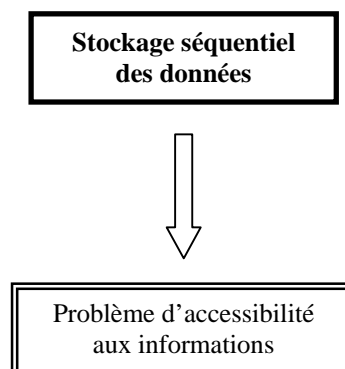 Stockage séquentiel
des données
Problème d'accessibilité
aux informations